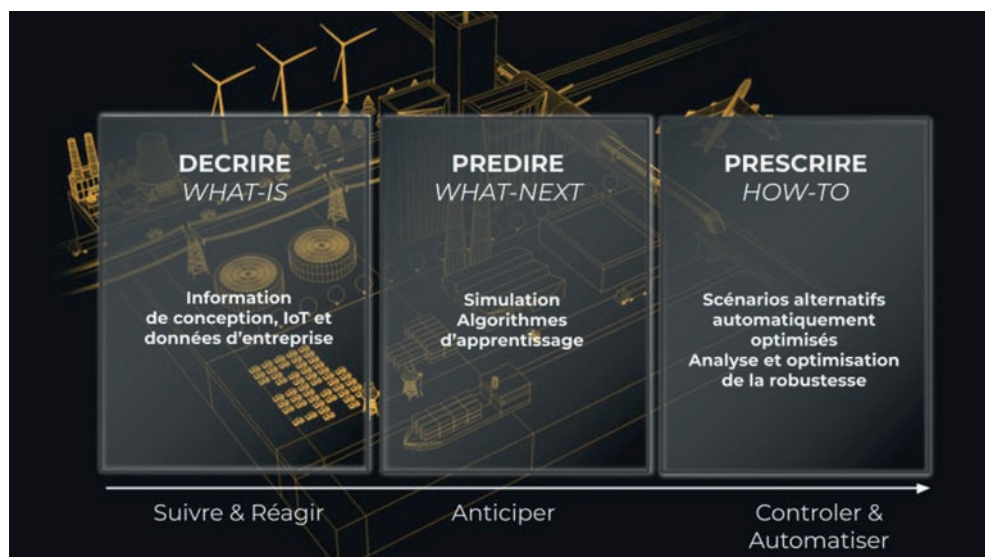 DECRIRE
WHAT-IS
Information
de conception, IoT et
données d'entreprise
PREDIRE
WHAT-NEXT
Simulation
Algorithmes
d'apprentissage
PRESCRIRE
HOW-TO
Scénarios alternatifs
automatiquement
optimisés
Analyse et optimisation
de la robustesse
Suivre & Réagir
Anticiper
Controler &
Automatiser